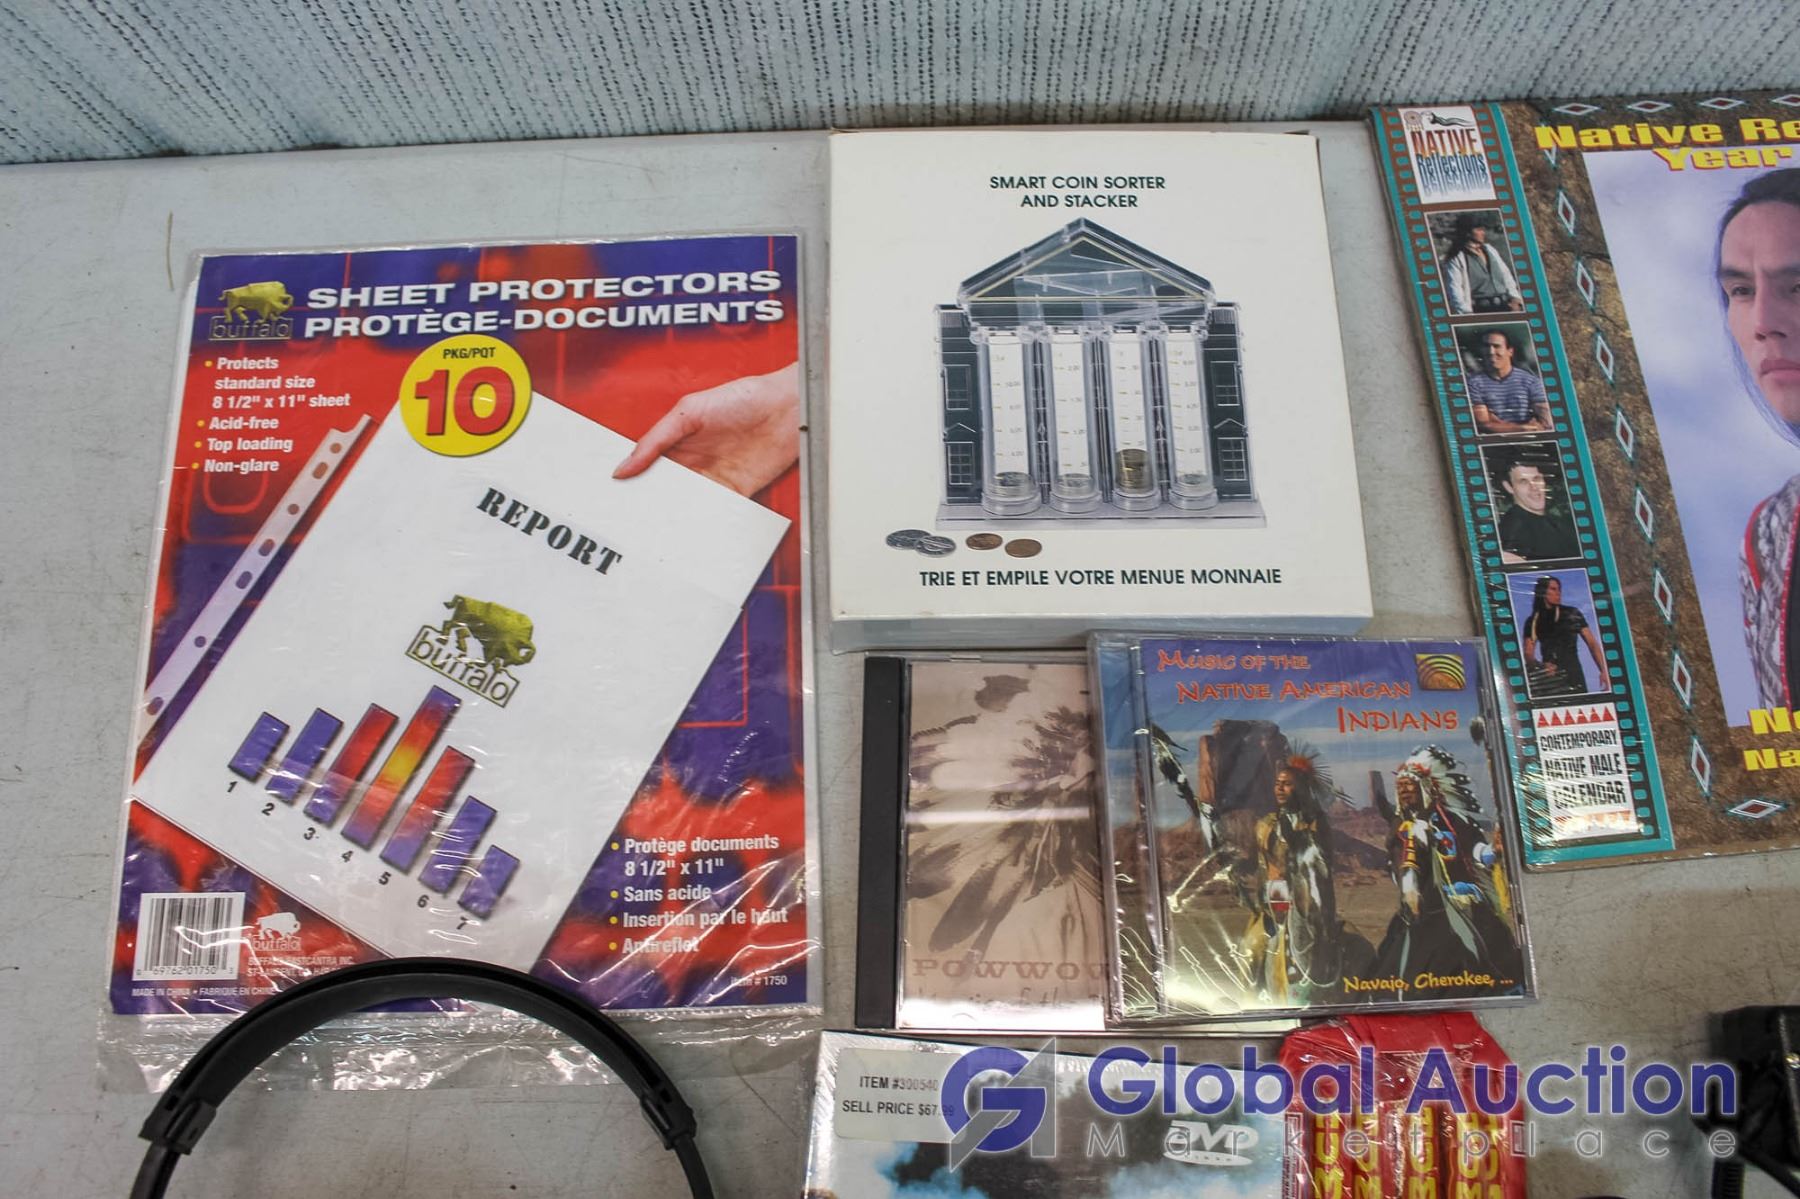 SHEET PROTECTORS
PROTÈGE-DOCUMENTS
buffalo
PKG/PQT
10
• Protects
standard size
8 1/2" x 11" sheet
• Acid-free
• Top loading
• Non-glare
REPORT
buffalo
1
2
3
4
5
6
7
• Protège documents
8 1/2" x 11"
• Sans acide
• Insertion par le haut
• Antireflet
Item # 1750
buffalo
MADE IN CHINA • FABRIQUE EN CHINE
SMART COIN SORTER
AND STACKER
TRIE ET EMPILE VOTRE MENUE MONNAIE
NATIVE
Reflections
Native
Year
CONTEMPORARY
NATIVE MALE
CALENDAR
POWWOW
MUSIC OF THE
NATIVE AMERICAN
INDIANS
Navajo, Cherokee, ...
ITEM #300540
SELL PRICE $67.99
DVD
Global Auction
Marketplace